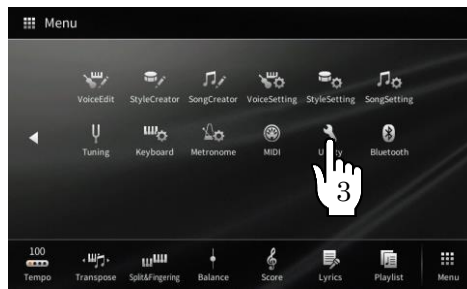 Menu
VoiceEdit StyleCreator SongCreator VoiceSetting StyleSetting SongSetting
Tuning Keyboard Metronome MIDI Bluetooth
3
100
Tempo Transpose Split&Fingering Balance Score Lyrics Playlist Menu